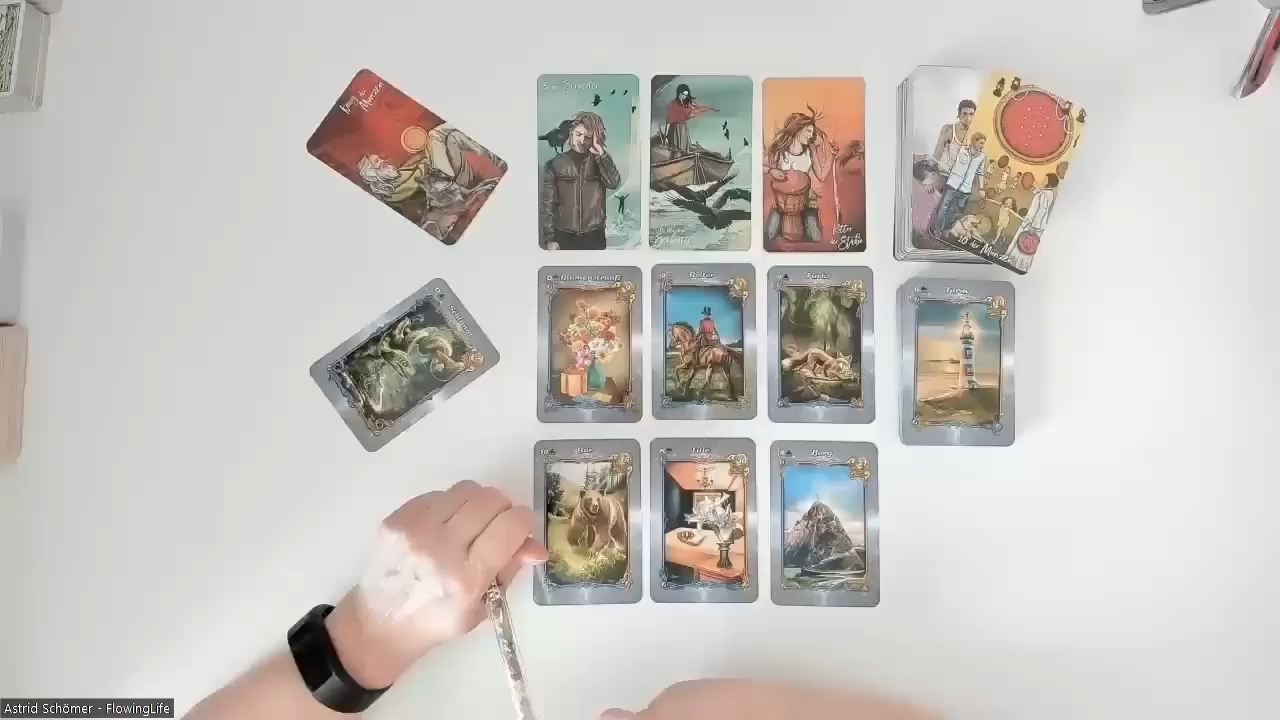 König der
Münzen
5 der Schwerter
Ritter
der Stäbe
10 der Münzen
Blumenstrauß
Reiter
Fuchs
Turm
Bär
Lilie
Berg
Astrid Schömer - FlowingLife